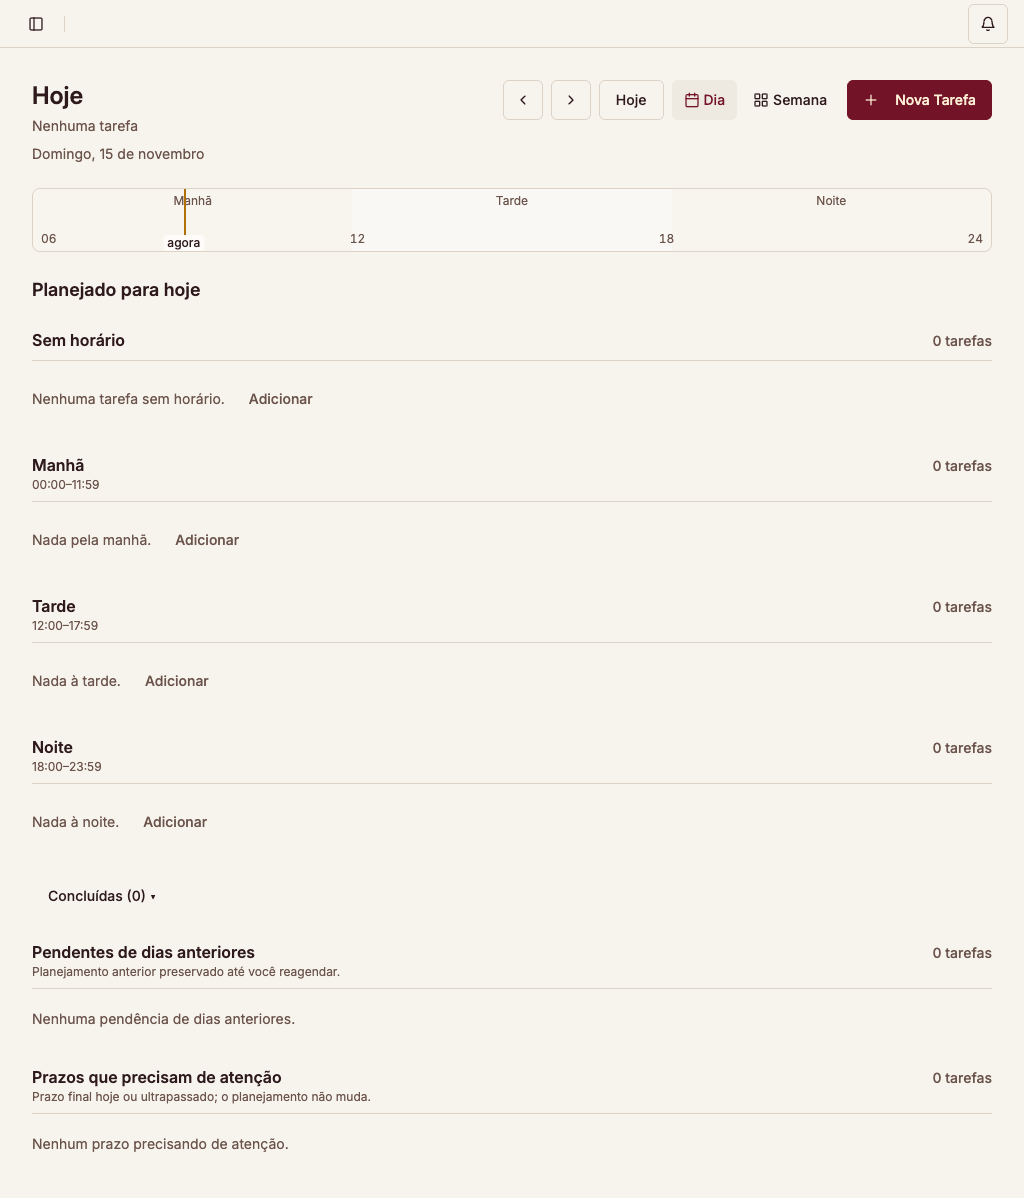 Hoje
Nenhuma tarefa
Domingo, 15 de novembro
Hoje
Dia
Semana
Nova Tarefa
Manhã
Tarde
Noite
06
agora
12
18
24
Planejado para hoje
Sem horário
0 tarefas
Nenhuma tarefa sem horário. Adicionar
Manhã
0 tarefas
00:00–11:59
Nada pela manhã. Adicionar
Tarde
0 tarefas
12:00–17:59
Nada à tarde. Adicionar
Noite
0 tarefas
18:00–23:59
Nada à noite. Adicionar
Concluídas (0)
Pendentes de dias anteriores
0 tarefas
Planejamento anterior preservado até você reagendar.
Nenhuma pendência de dias anteriores.
Prazos que precisam de atenção
0 tarefas
Prazo final hoje ou ultrapassado; o planejamento não muda.
Nenhum prazo precisando de atenção.